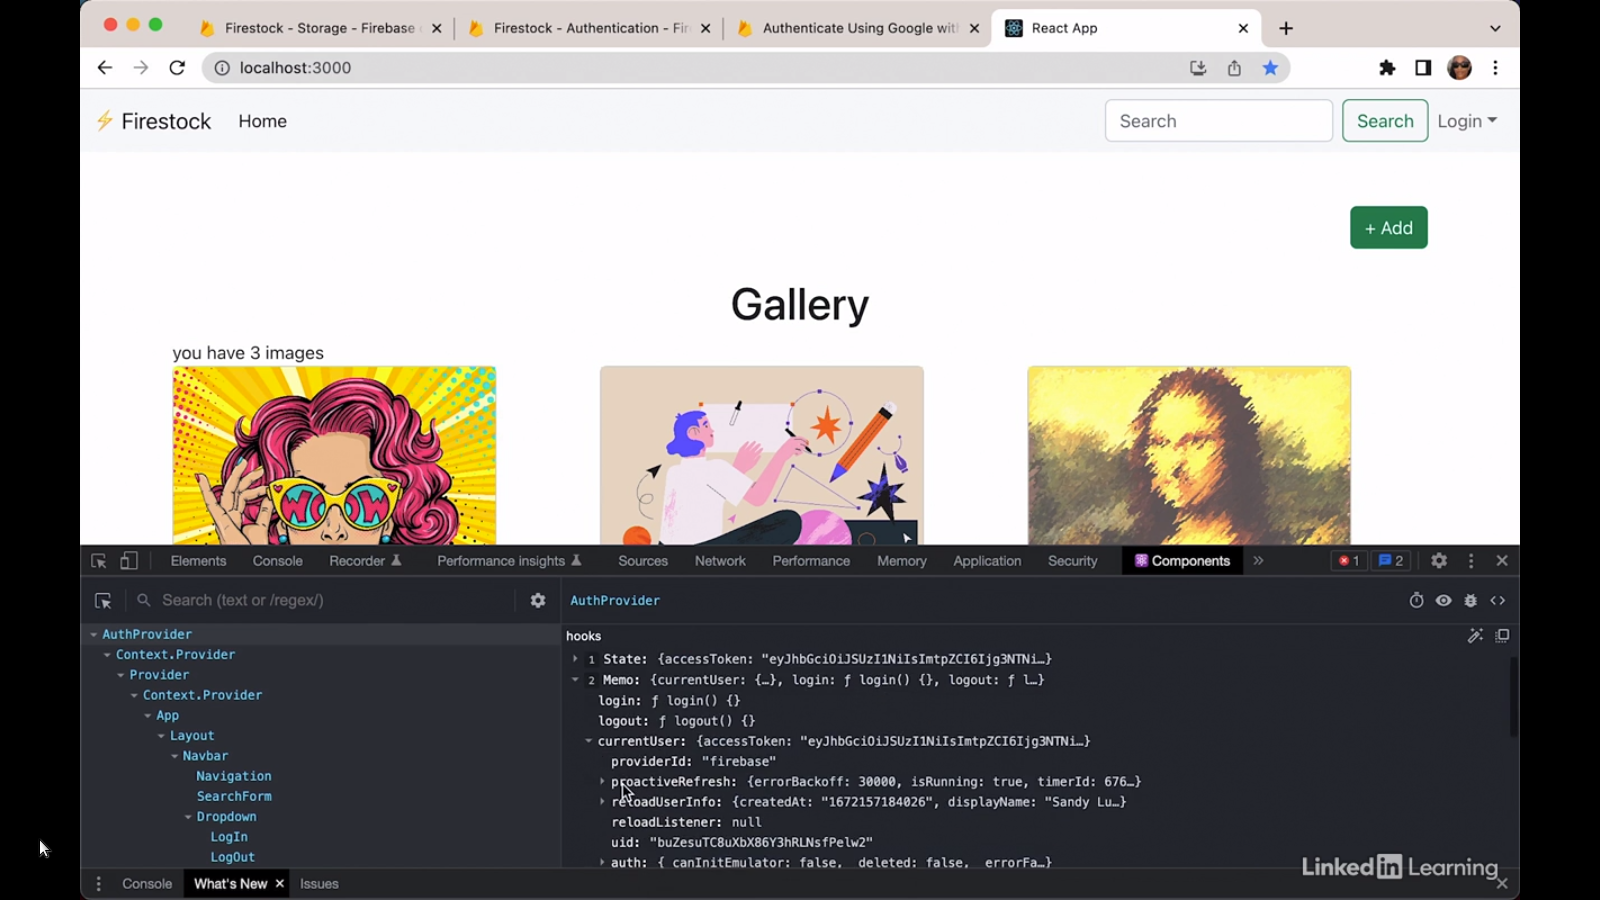 Firestock - Storage - Firebase
Firestock - Authentication - Fir
Authenticate Using Google with
React App
localhost:3000
Firestock
Home
Search
Search
Login
+ Add
Gallery
you have 3 images
WOW
Elements
Console
Recorder
Performance insights
Sources
Network
Performance
Memory
Application
Security
Components
1
2
Search (text or /regex/)
AuthProvider
AuthProvider
Context.Provider
Provider
Context.Provider
App
Layout
Navbar
Navigation
SearchForm
Dropdown
LogIn
LogOut
hooks
1 State: {accessToken: "eyJhbGciOiJSUzI1NiIsImtpZCI6Ijg3NTNi…}
2 Memo: {currentUser: {…}, login: ƒ login() {}, logout: ƒ l…}
login: ƒ login() {}
logout: ƒ logout() {}
currentUser: {accessToken: "eyJhbGciOiJSUzI1NiIsImtpZCI6Ijg3NTNi…}
providerId: "firebase"
proactiveRefresh: {errorBackoff: 30000, isRunning: true, timerId: 676…}
reloadUserInfo: {createdAt: "1672157184026", displayName: "Sandy Lu…}
reloadListener: null
uid: "buZesuTC8uXbX86Y3hRLNsfPelw2"
auth: {_canInitEmulator: false, _deleted: false, _errorFa…}
Console
What's New
Issues
LinkedIn Learning